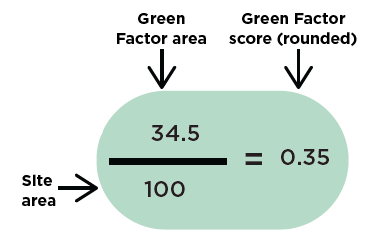 Green
Factor area
Green Factor
score (rounded)
34.5
= 0.35
100
Site
area